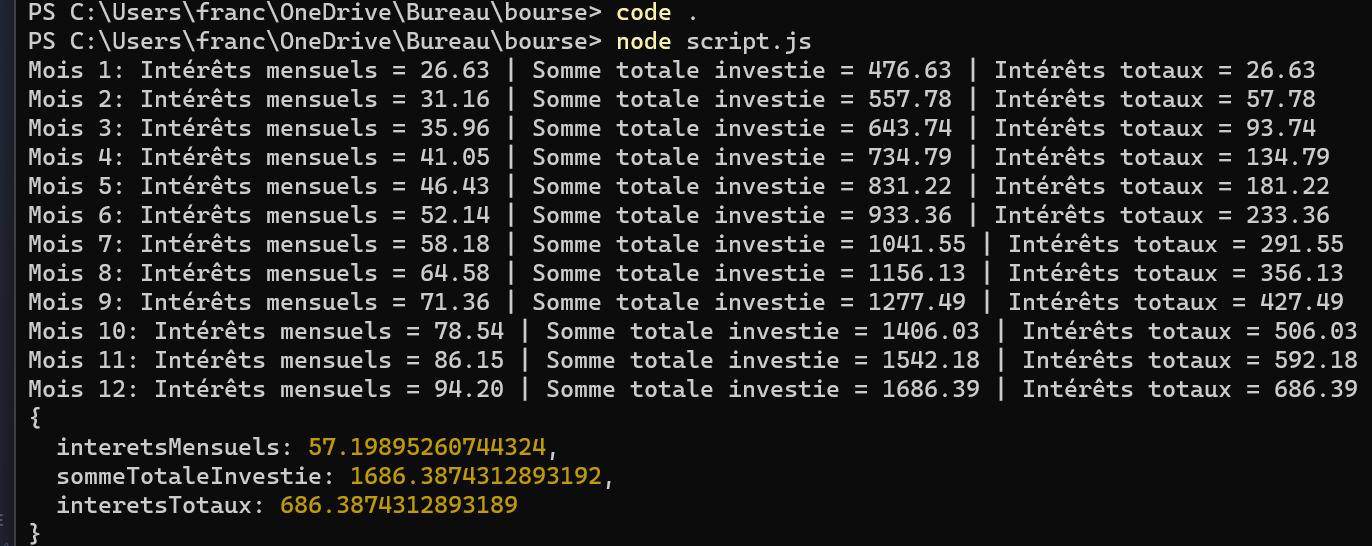 PS C:\Users\franc\OneDrive\Bureau\bourse> code .
PS C:\Users\franc\OneDrive\Bureau\bourse> node script.js
Mois 1: Intérêts mensuels = 26.63 | Somme totale investie = 476.63 | Intérêts totaux = 26.63
Mois 2: Intérêts mensuels = 31.16 | Somme totale investie = 557.78 | Intérêts totaux = 57.78
Mois 3: Intérêts mensuels = 35.96 | Somme totale investie = 643.74 | Intérêts totaux = 93.74
Mois 4: Intérêts mensuels = 41.05 | Somme totale investie = 734.79 | Intérêts totaux = 134.79
Mois 5: Intérêts mensuels = 46.43 | Somme totale investie = 831.22 | Intérêts totaux = 181.22
Mois 6: Intérêts mensuels = 52.14 | Somme totale investie = 933.36 | Intérêts totaux = 233.36
Mois 7: Intérêts mensuels = 58.18 | Somme totale investie = 1041.55 | Intérêts totaux = 291.55
Mois 8: Intérêts mensuels = 64.58 | Somme totale investie = 1156.13 | Intérêts totaux = 356.13
Mois 9: Intérêts mensuels = 71.36 | Somme totale investie = 1277.49 | Intérêts totaux = 427.49
Mois 10: Intérêts mensuels = 78.54 | Somme totale investie = 1406.03 | Intérêts totaux = 506.03
Mois 11: Intérêts mensuels = 86.15 | Somme totale investie = 1542.18 | Intérêts totaux = 592.18
Mois 12: Intérêts mensuels = 94.20 | Somme totale investie = 1686.39 | Intérêts totaux = 686.39
{
  interetsMensuels: 57.19895260744324,
  sommeTotaleInvestie: 1686.3874312893192,
  interetsTotaux: 686.3874312893189
}